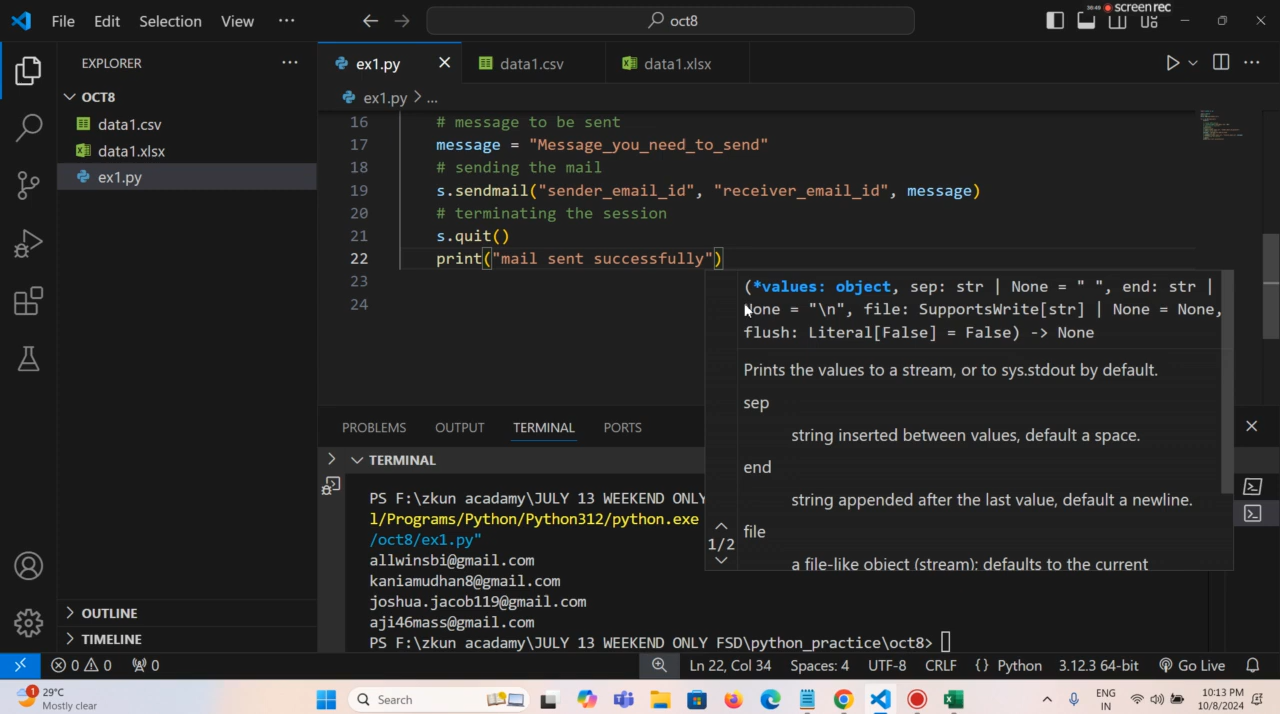 File Edit Selection View ··· oct8
38:49 screenrec
EXPLORER ···
OCT8
data1.csv
data1.xlsx
ex1.py
OUTLINE
TIMELINE
ex1.py data1.csv data1.xlsx
ex1.py > ...
16 # message to be sent
17 message = "Message_you_need_to_send"
18 # sending the mail
19 s.sendmail("sender_email_id", "receiver_email_id", message)
20 # terminating the session
21 s.quit()
22 print("mail sent successfully")
23
24
(*values: object, sep: str | None = " ", end: str |
None = "\n", file: SupportsWrite[str] | None = None,
flush: Literal[False] = False) -> None
Prints the values to a stream, or to sys.stdout by default.
sep
string inserted between values, default a space.
end
string appended after the last value, default a newline.
file
a file-like object (stream); defaults to the current
1/2
PROBLEMS OUTPUT TERMINAL PORTS
TERMINAL
PS F:\zkun acadamy\JULY 13 WEEKEND ONLY
l/Programs/Python/Python312/python.exe
/oct8/ex1.py"
allwinsbi@gmail.com
kaniamudhan8@gmail.com
joshua.jacob119@gmail.com
aji46mass@gmail.com
PS F:\zkun acadamy\JULY 13 WEEKEND ONLY FSD\python_practice\oct8>
0 0 0 Ln 22, Col 34 Spaces: 4 UTF-8 CRLF {} Python 3.12.3 64-bit Go Live
1 29°C
Mostly clear
Search
ENG
IN
10:13 PM
10/8/2024